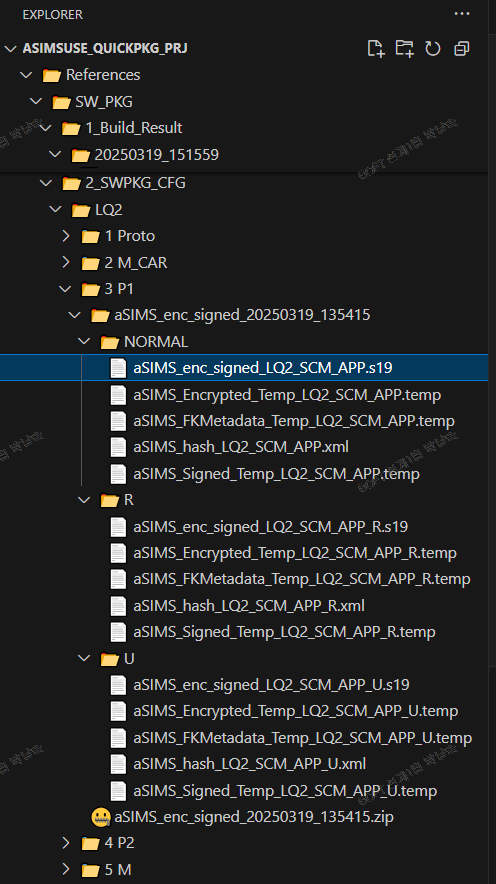 EXPLORER
ASIMSUSE_QUICKPKG_PRJ
References
SW_PKG
1_Build_Result
20250319_151559
2_SWPKG_CFG
LQ2
1 Proto
2 M_CAR
3 P1
aSIMS_enc_signed_20250319_135415
NORMAL
aSIMS_enc_signed_LQ2_SCM_APP.s19
aSIMS_Encrypted_Temp_LQ2_SCM_APP.temp
aSIMS_FKMetadata_Temp_LQ2_SCM_APP.temp
aSIMS_hash_LQ2_SCM_APP.xml
aSIMS_Signed_Temp_LQ2_SCM_APP.temp
R
aSIMS_enc_signed_LQ2_SCM_APP_R.s19
aSIMS_Encrypted_Temp_LQ2_SCM_APP_R.temp
aSIMS_FKMetadata_Temp_LQ2_SCM_APP_R.temp
aSIMS_hash_LQ2_SCM_APP_R.xml
aSIMS_Signed_Temp_LQ2_SCM_APP_R.temp
U
aSIMS_enc_signed_LQ2_SCM_APP_U.s19
aSIMS_Encrypted_Temp_LQ2_SCM_APP_U.temp
aSIMS_FKMetadata_Temp_LQ2_SCM_APP_U.temp
aSIMS_hash_LQ2_SCM_APP_U.xml
aSIMS_Signed_Temp_LQ2_SCM_APP_U.temp
aSIMS_enc_signed_20250319_135415.zip
4 P2
5 M